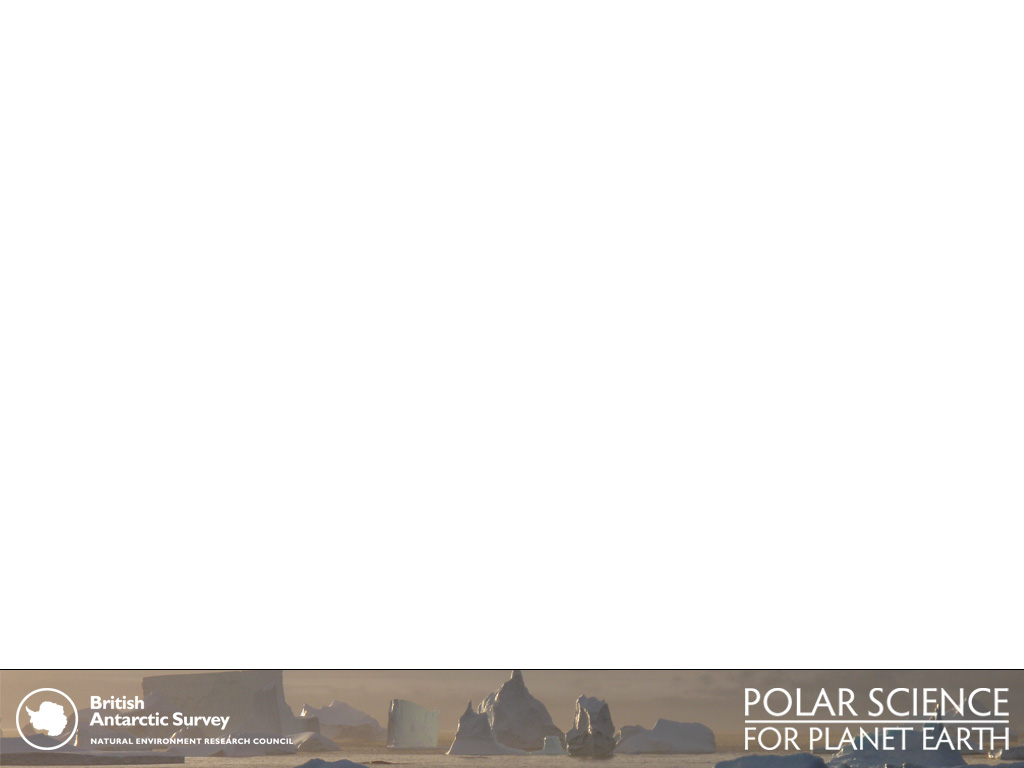 British
Antarctic Survey
NATURAL ENVIRONMENT RESEARCH COUNCIL
POLAR SCIENCE
FOR PLANET EARTH